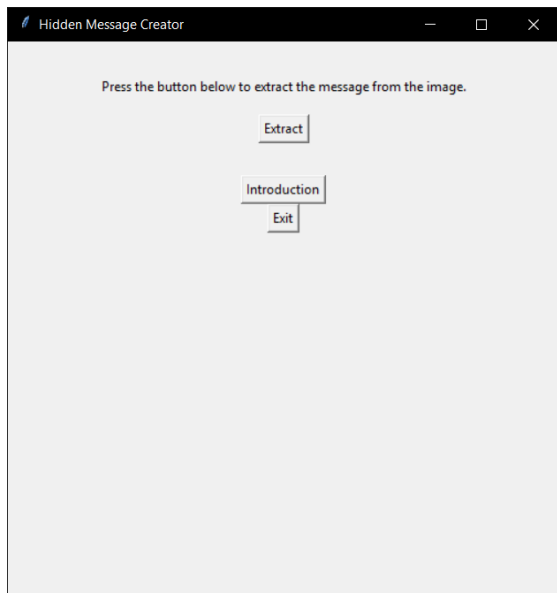 Hidden Message Creator
Press the button below to extract the message from the image.
Extract
Introduction
Exit